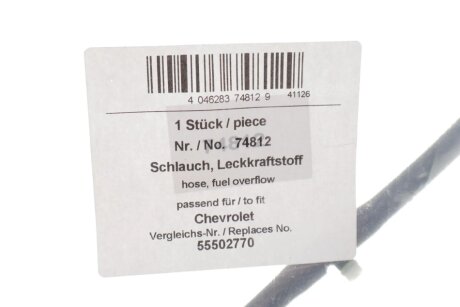 4 046283 74812 9 41126
1 Stück / piece
Nr. / No. 74812
Schlauch, Leckkraftstoff
hose, fuel overflow
passend für / to fit
Chevrolet
Vergleichs-Nr. / Replaces No.
55502770